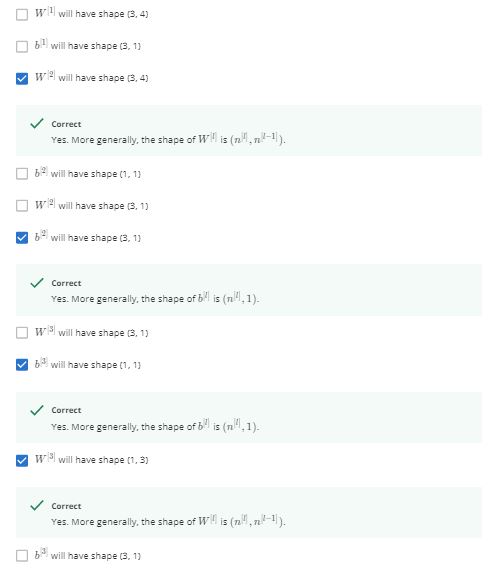 W^[1] will have shape (3, 4)
b^[1] will have shape (3, 1)
W^[2] will have shape (3, 4)
Correct
Yes. More generally, the shape of W^[l] is (n^[l], n^[l−1]).
b^[2] will have shape (1, 1)
W^[2] will have shape (3, 1)
b^[2] will have shape (3, 1)
Correct
Yes. More generally, the shape of b^[l] is (n^[l], 1).
W^[3] will have shape (3, 1)
b^[3] will have shape (1, 1)
Correct
Yes. More generally, the shape of b^[l] is (n^[l], 1).
W^[3] will have shape (1, 3)
Correct
Yes. More generally, the shape of W^[l] is (n^[l], n^[l−1]).
b^[3] will have shape (3, 1)